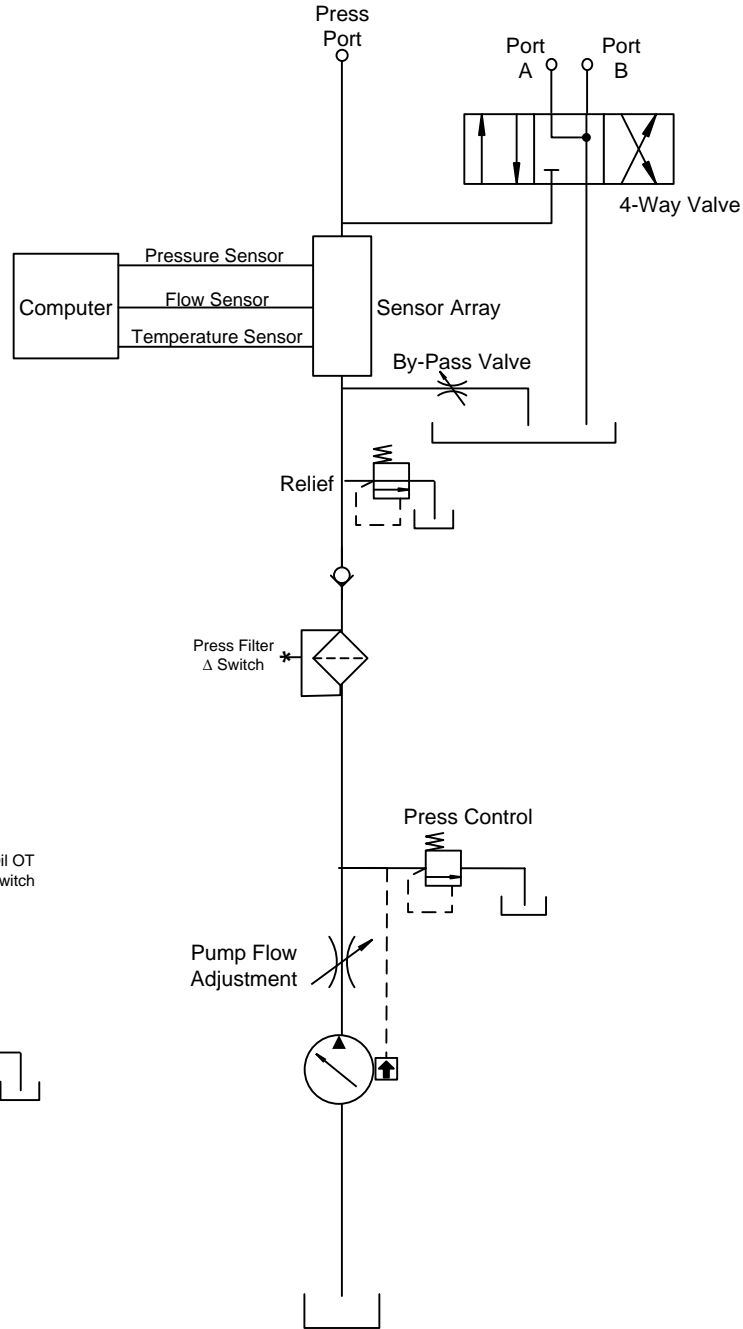 Press
Port
Port
A
Port
B
4-Way Valve
Computer
Pressure Sensor
Flow Sensor
Temperature Sensor
Sensor Array
By-Pass Valve
Relief
Press Filter
Δ Switch
Press Control
OT
Pump Flow
Adjustment